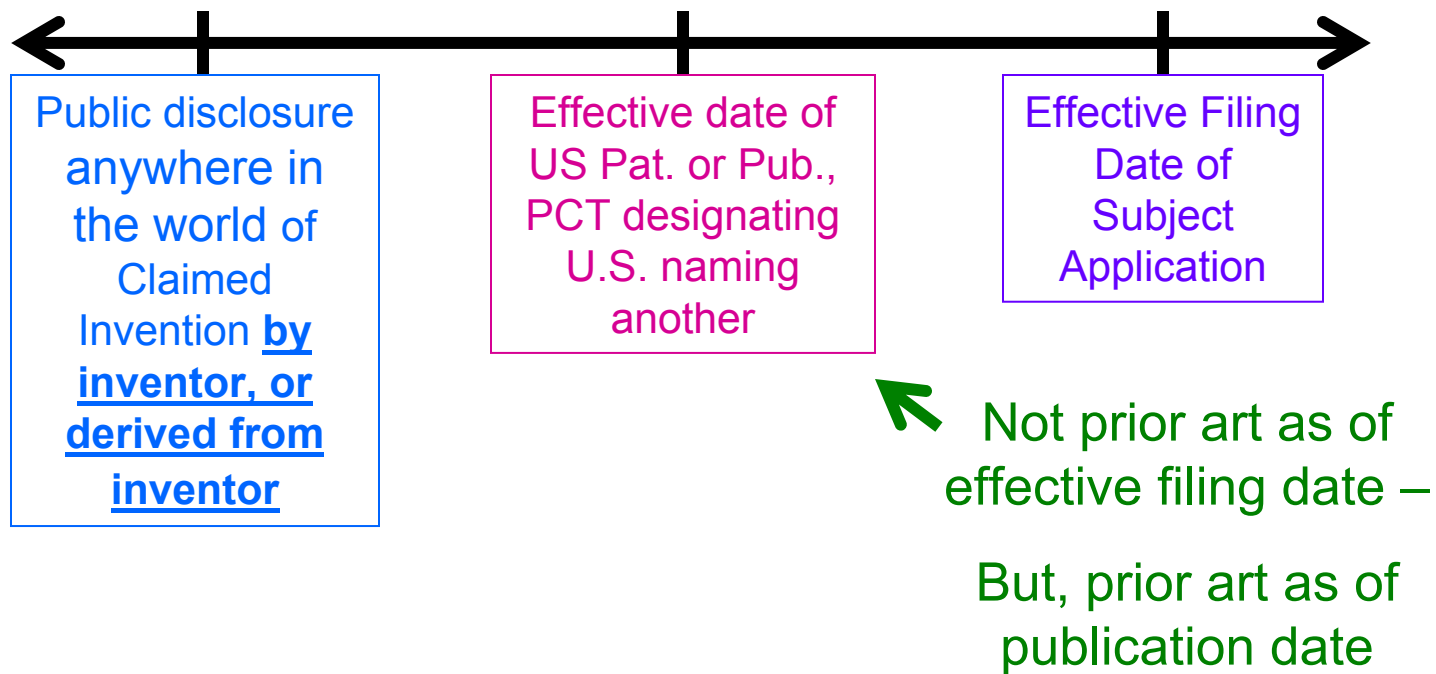 Public disclosure
anywhere in
the world of
Claimed
Invention by
inventor, or
derived from
inventor
Effective date of
US Pat. or Pub.,
PCT designating
U.S. naming
another
Effective Filing
Date of
Subject
Application
Not prior art as of
effective filing date –
But, prior art as of
publication date